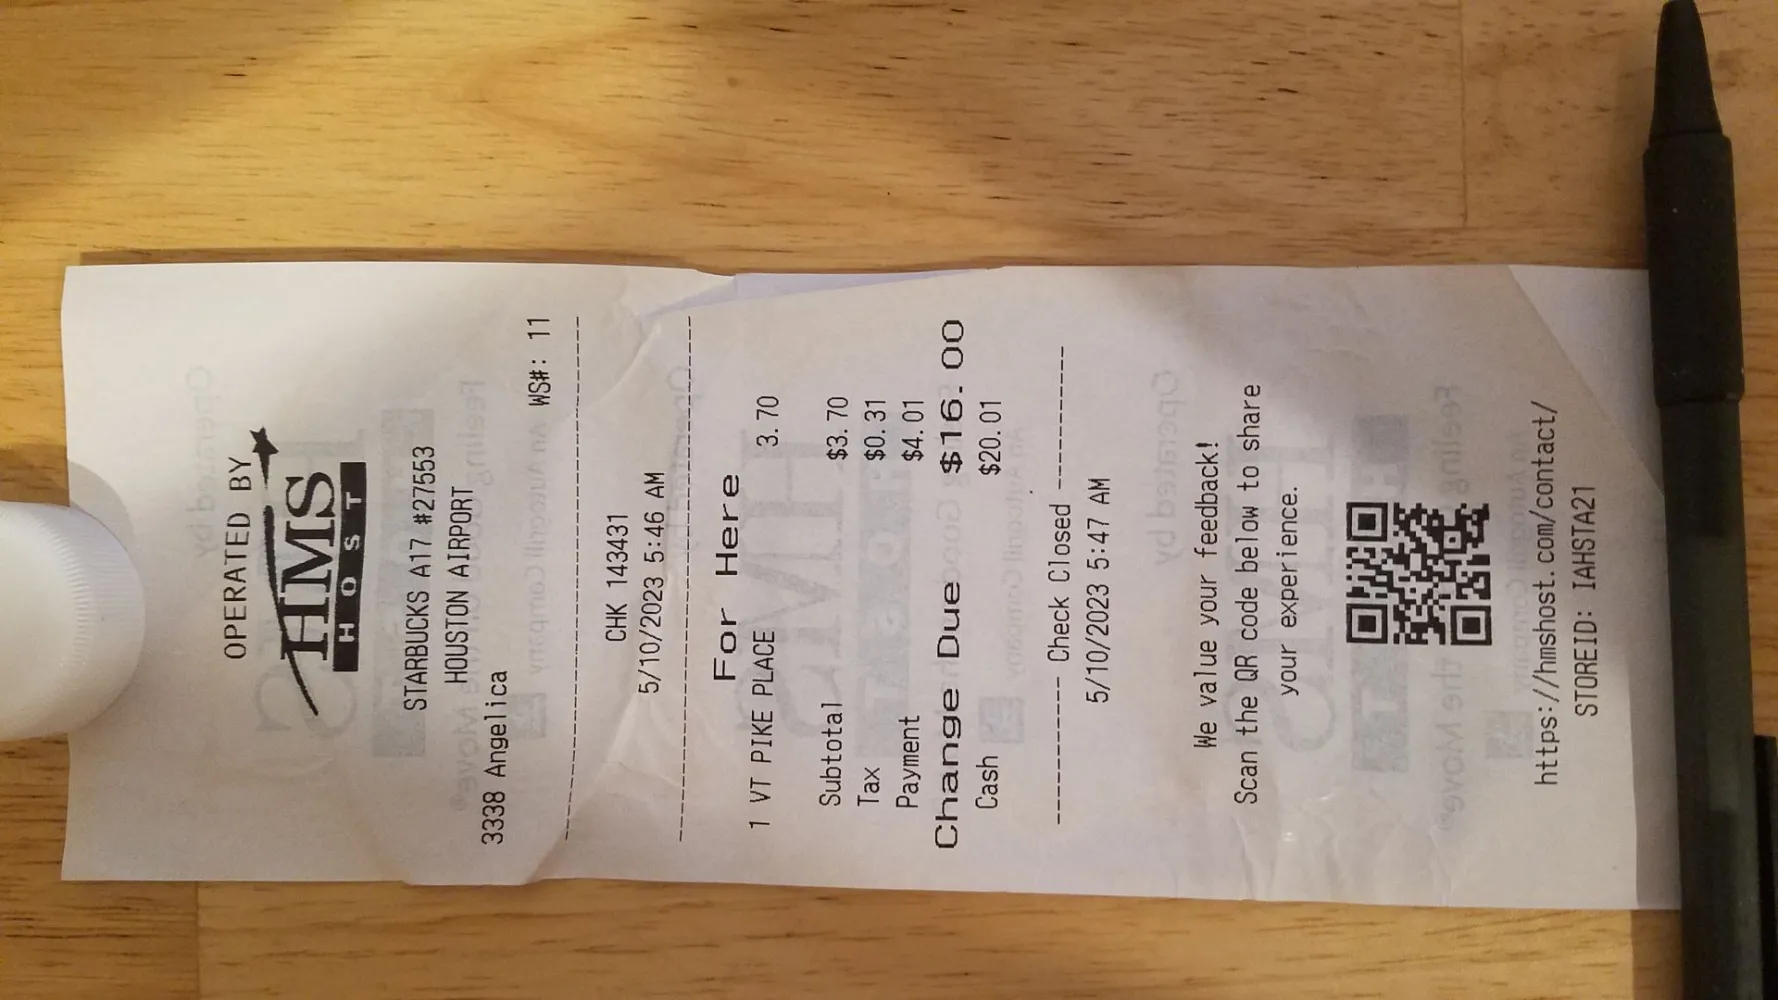 OPERATED BY
HMS
HOST
STARBUCKS A17 #27553
HOUSTON AIRPORT
3338 Angelica
WS#: 11
------------------------------
CHK 143431
5/10/2023 5:46 AM
------------------------------
For Here
1 VT PIKE PLACE 3.70
Subtotal $3.70
Tax $0.31
Payment $4.01
Change Due $16.00
Cash $20.01
---------- Check Closed ----------
5/10/2023 5:47 AM
We value your feedback!
Scan the QR code below to share
your experience.
https://hmshost.com/contact/
STOREID: IAHSTA21